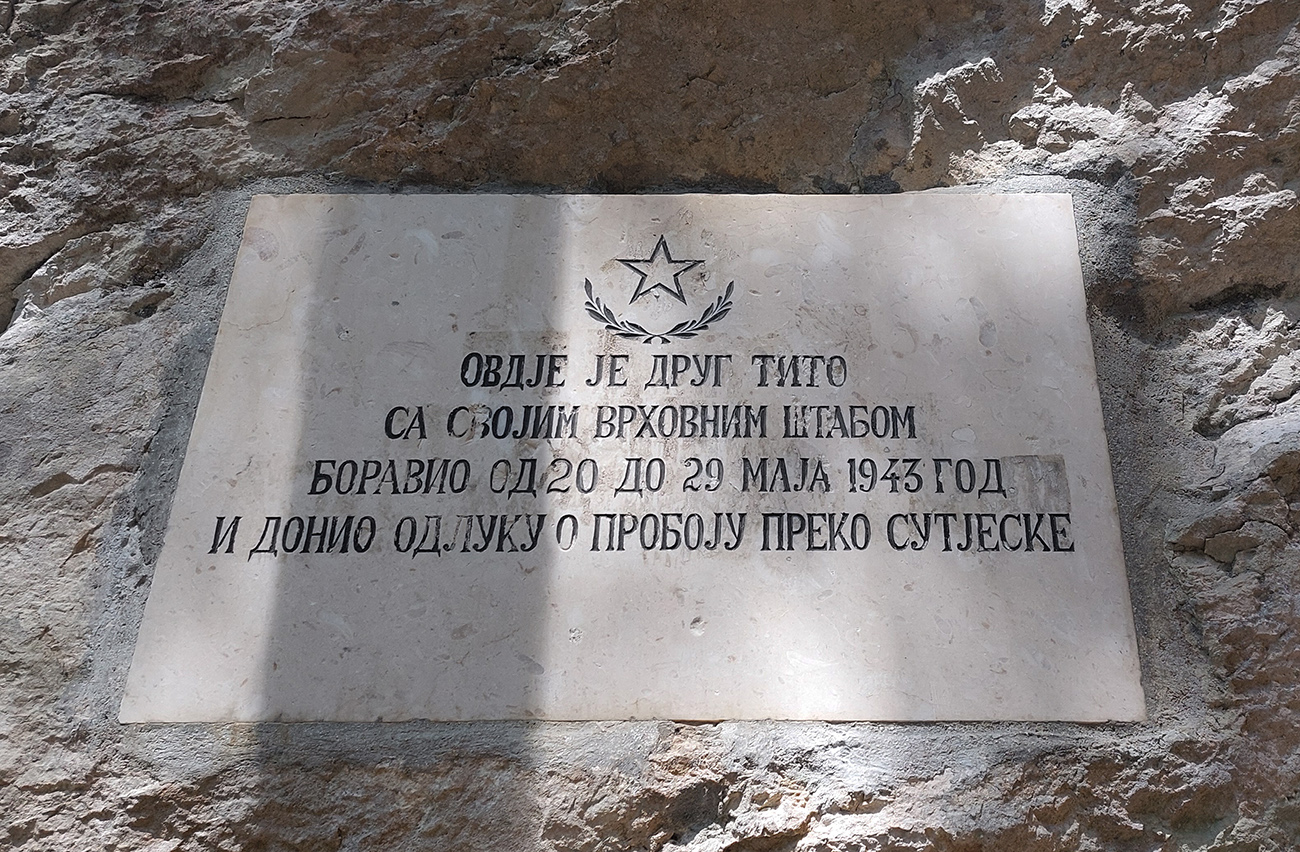 ОВДЈЕ ЈЕ ДРУГ ТИТО
СА СВОЈИМ ВРХОВНИМ ШТАБОМ
БОРАВИО ОД 20 ДО 29 МАЈА 1943 ГОД.
И ДОНИО ОДЛУКУ О ПРОБОЈУ ПРЕКО СУТЈЕСКЕ